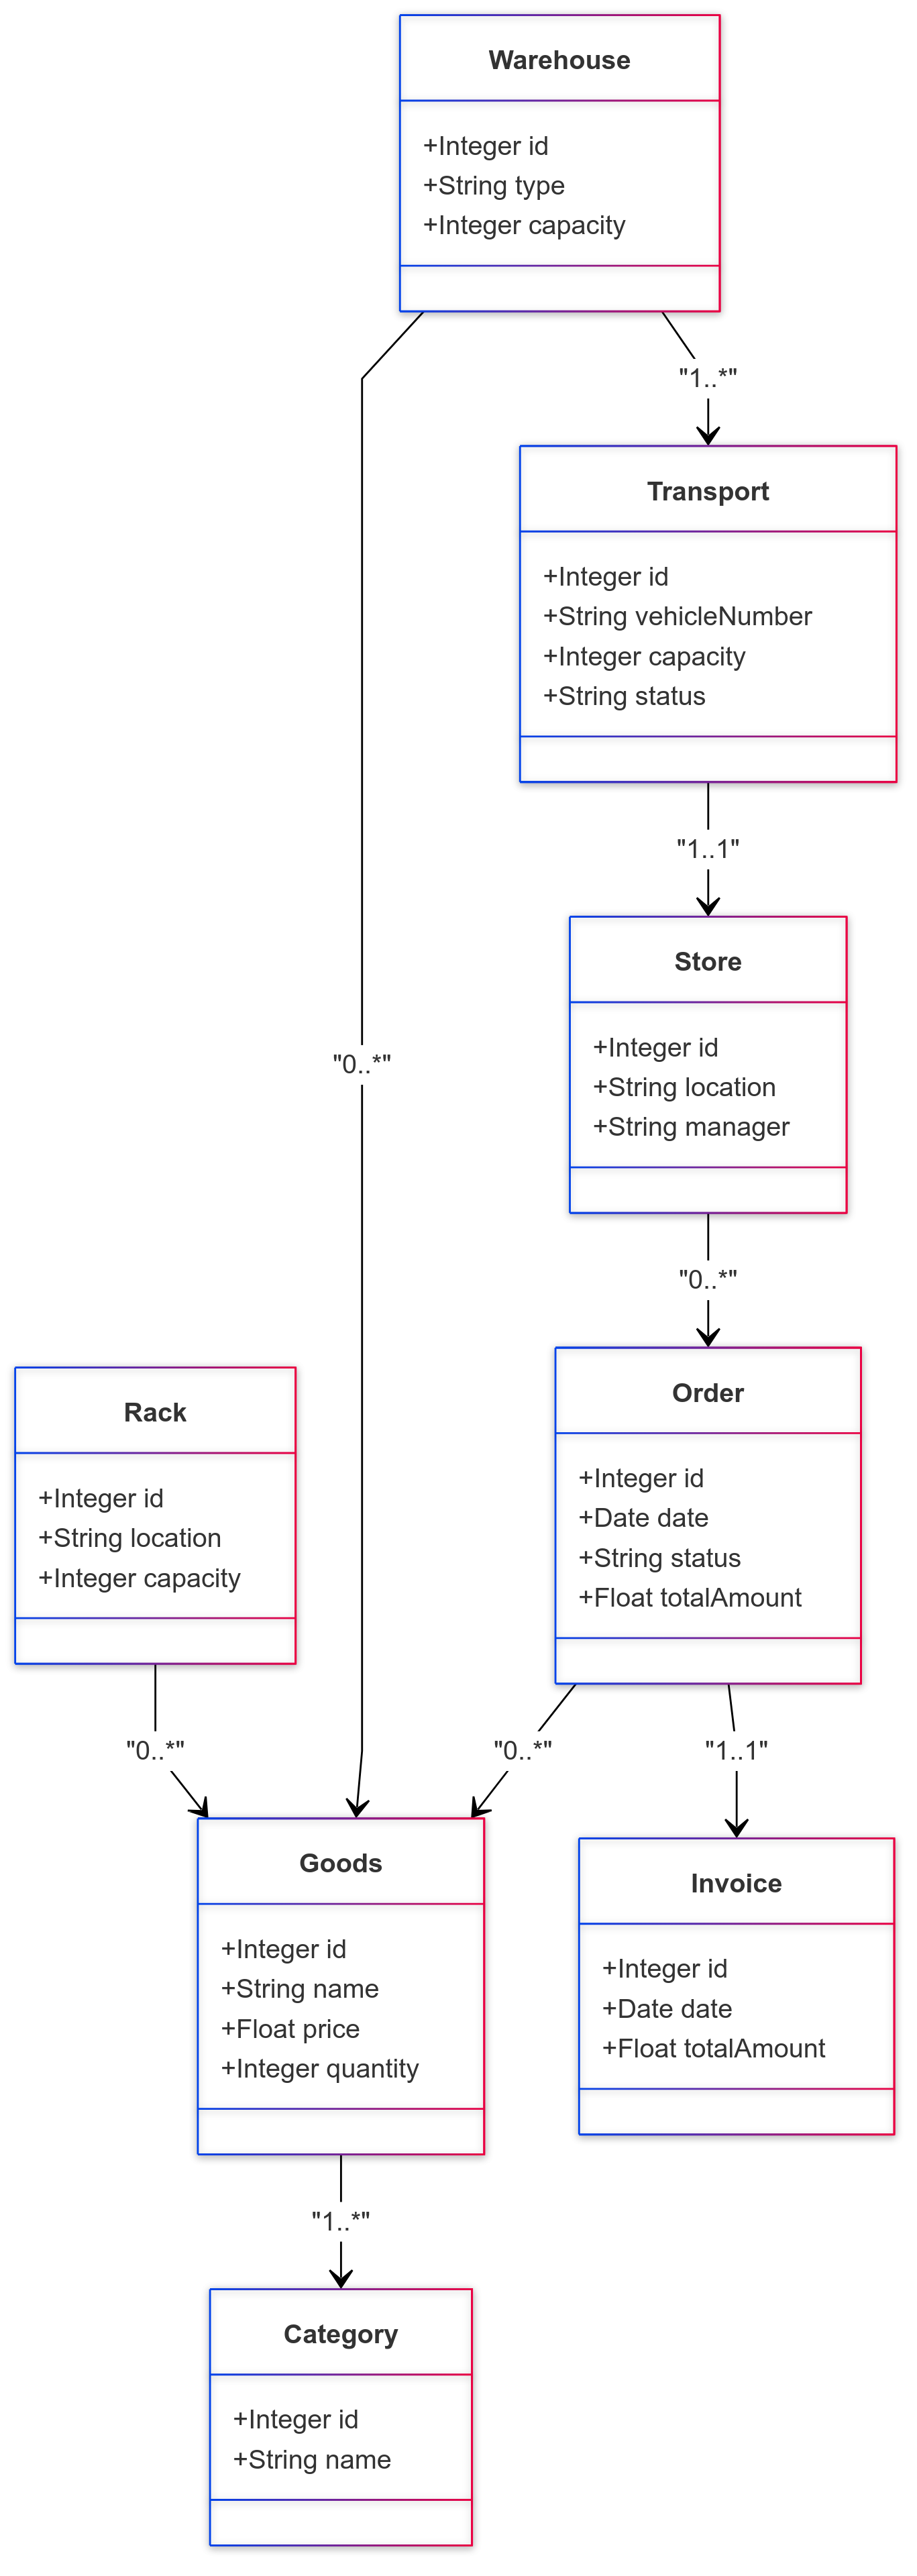 Warehouse
+Integer id
+String type
+Integer capacity
"1..*"
Transport
+Integer id
+String vehicleNumber
+Integer capacity
+String status
"1..1"
Store
+Integer id
+String location
+String manager
"0..*"
"0..*"
Order
+Integer id
+Date date
+String status
+Float totalAmount
Rack
+Integer id
+String location
+Integer capacity
"0..*"
"0..*"
"1..1"
Goods
+Integer id
+String name
+Float price
+Integer quantity
Invoice
+Integer id
+Date date
+Float totalAmount
"1..*"
Category
+Integer id
+String name